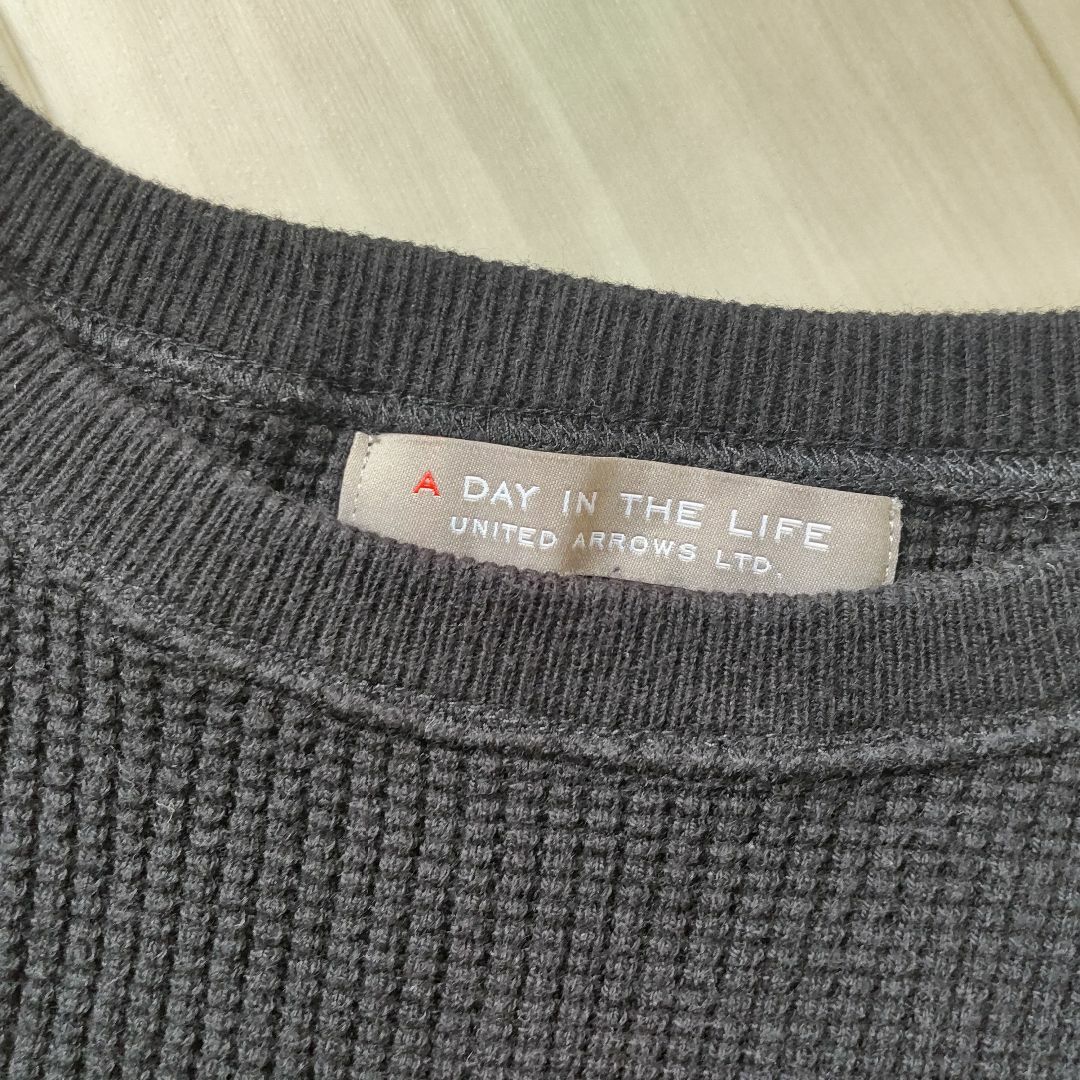 A DAY IN THE LIFE
UNITED ARROWS LTD.